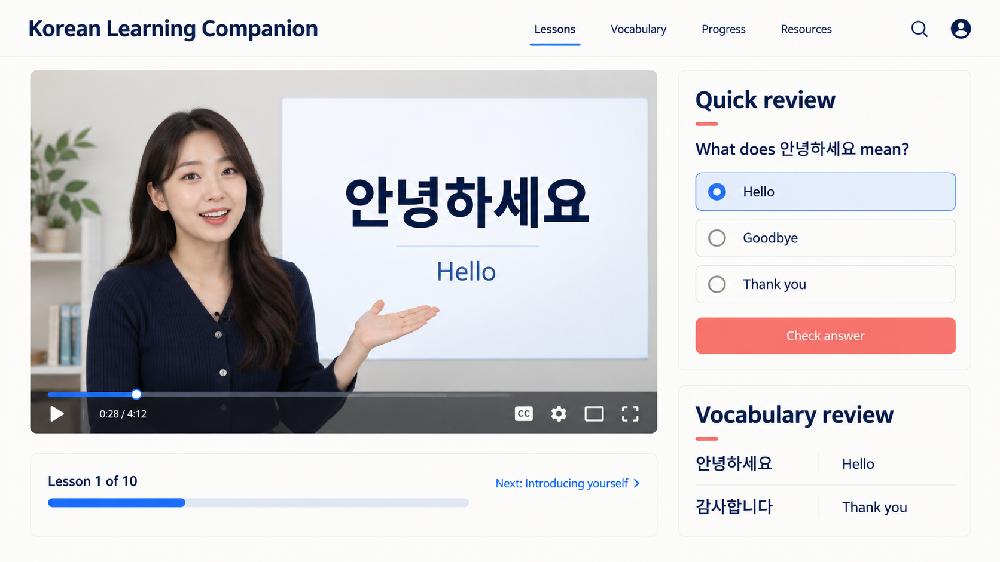 Korean Learning Companion
Lessons
Vocabulary
Progress
Resources
안녕하세요
Hello
0:28 / 4:12
CC
Lesson 1 of 10
Next: Introducing yourself
Quick review
What does 안녕하세요 mean?
Hello
Goodbye
Thank you
Check answer
Vocabulary review
안녕하세요 Hello
감사합니다 Thank you